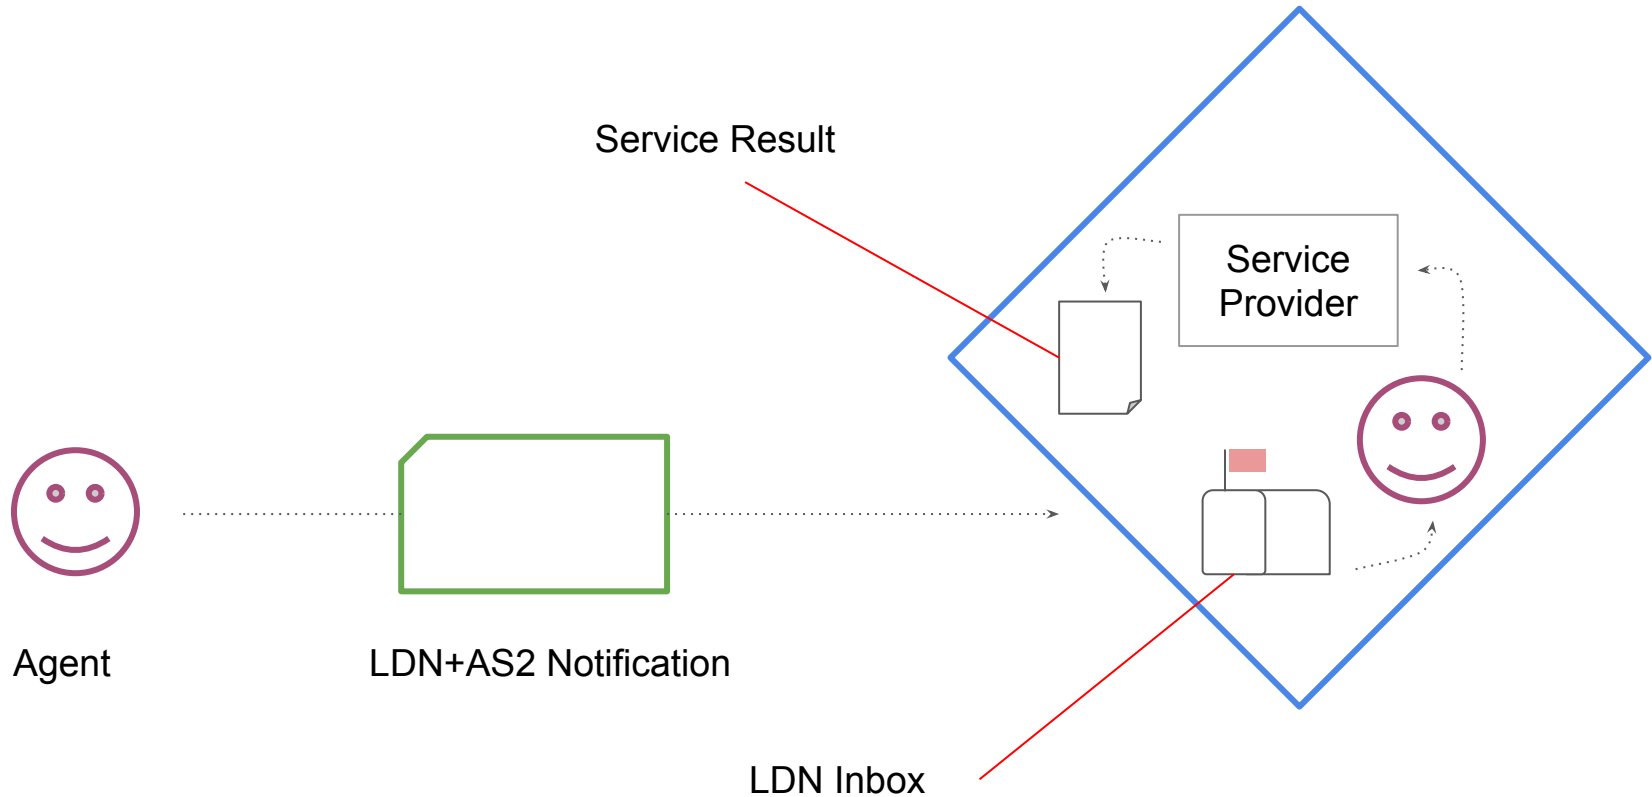 Service Result
Service
Provider
Agent
LDN+AS2 Notification
LDN Inbox